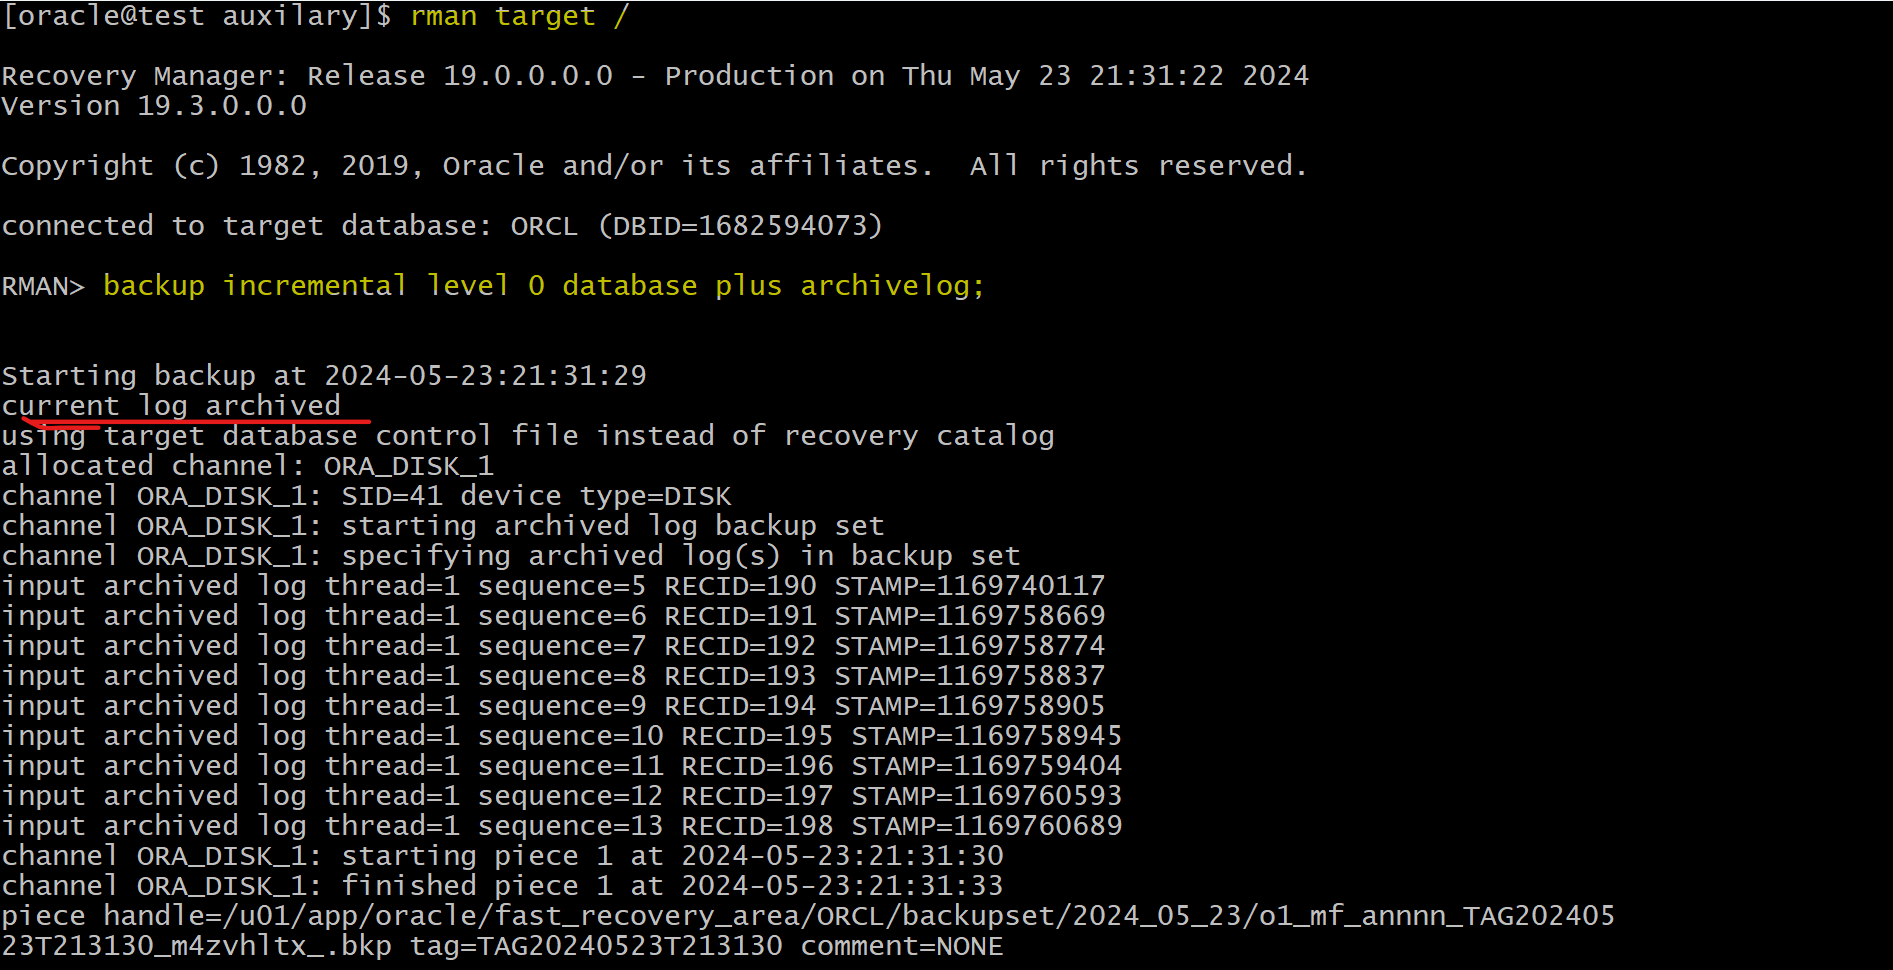 [oracle@test auxilary]$ rman target /
Recovery Manager: Release 19.0.0.0.0 - Production on Thu May 23 21:31:22 2024
Version 19.3.0.0.0
Copyright (c) 1982, 2019, Oracle and/or its affiliates.  All rights reserved.
connected to target database: ORCL (DBID=1682594073)
RMAN> backup incremental level 0 database plus archivelog;
Starting backup at 2024-05-23:21:31:29
current log archived
using target database control file instead of recovery catalog
allocated channel: ORA_DISK_1
channel ORA_DISK_1: SID=41 device type=DISK
channel ORA_DISK_1: starting archived log backup set
channel ORA_DISK_1: specifying archived log(s) in backup set
input archived log thread=1 sequence=5 RECID=190 STAMP=1169740117
input archived log thread=1 sequence=6 RECID=191 STAMP=1169758669
input archived log thread=1 sequence=7 RECID=192 STAMP=1169758774
input archived log thread=1 sequence=8 RECID=193 STAMP=1169758837
input archived log thread=1 sequence=9 RECID=194 STAMP=1169758905
input archived log thread=1 sequence=10 RECID=195 STAMP=1169758945
input archived log thread=1 sequence=11 RECID=196 STAMP=1169759404
input archived log thread=1 sequence=12 RECID=197 STAMP=1169760593
input archived log thread=1 sequence=13 RECID=198 STAMP=1169760689
channel ORA_DISK_1: starting piece 1 at 2024-05-23:21:31:30
channel ORA_DISK_1: finished piece 1 at 2024-05-23:21:31:33
piece handle=/u01/app/oracle/fast_recovery_area/ORCL/backupset/2024_05_23/o1_mf_annnn_TAG202405
23T213130_m4zvhltx_.bkp tag=TAG20240523T213130 comment=NONE